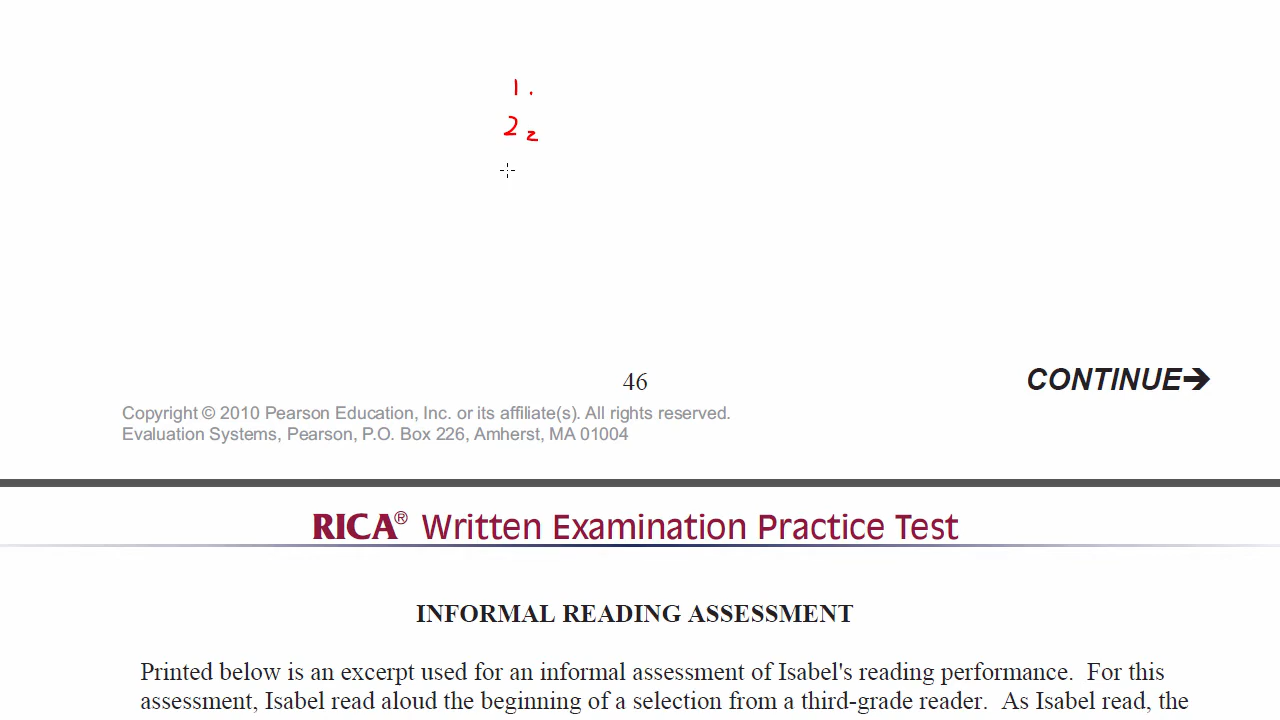 1.
2.
46
CONTINUE➔
Copyright © 2010 Pearson Education, Inc. or its affiliate(s). All rights reserved.
Evaluation Systems, Pearson, P.O. Box 226, Amherst, MA 01004
RICA® Written Examination Practice Test
INFORMAL READING ASSESSMENT
Printed below is an excerpt used for an informal assessment of Isabel's reading performance. For this
assessment, Isabel read aloud the beginning of a selection from a third-grade reader. As Isabel read, the